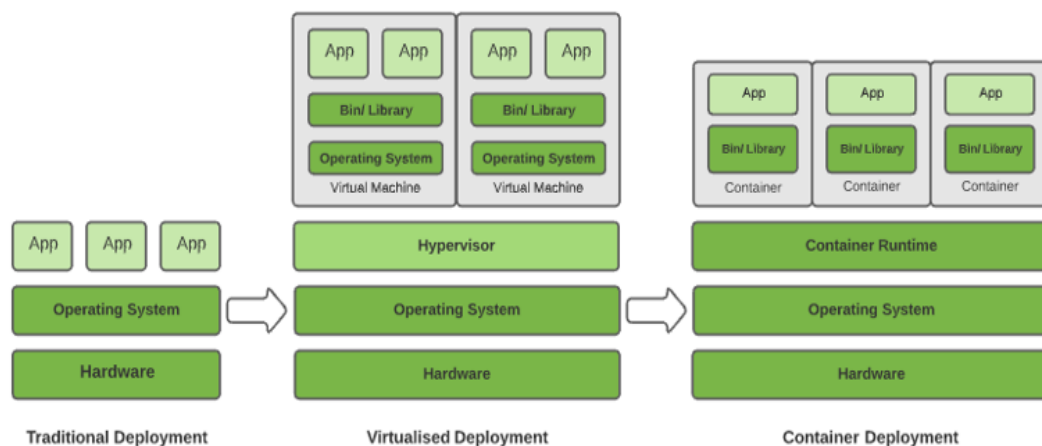 App App App
Operating System
Hardware
Traditional Deployment
App App App App
Bin/ Library Bin/ Library
Operating System Operating System
Virtual Machine Virtual Machine
Hypervisor
Operating System
Hardware
Virtualised Deployment
App App App
Bin/ Library Bin/ Library Bin/ Library
Container Container Container
Container Runtime
Operating System
Hardware
Container Deployment